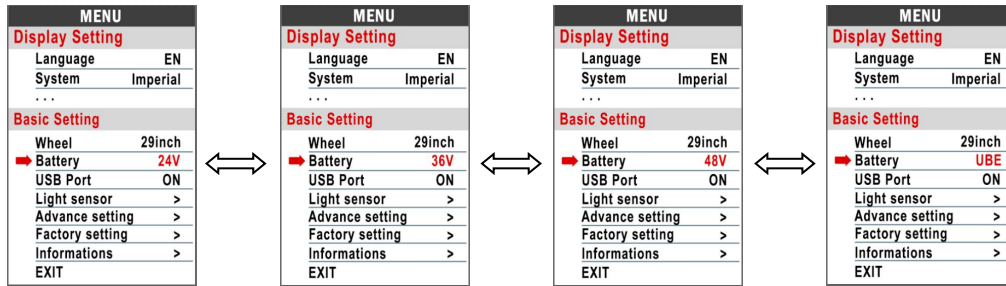 MENU
Display Setting
Language EN
System Imperial
...
Basic Setting
Wheel 29inch
Battery 24V
USB Port ON
Light sensor >
Advance setting >
Factory setting >
Informations >
EXIT
MENU
Display Setting
Language EN
System Imperial
...
Basic Setting
Wheel 29inch
Battery 36V
USB Port ON
Light sensor >
Advance setting >
Factory setting >
Informations >
EXIT
MENU
Display Setting
Language EN
System Imperial
...
Basic Setting
Wheel 29inch
Battery 48V
USB Port ON
Light sensor >
Advance setting >
Factory setting >
Informations >
EXIT
MENU
Display Setting
Language EN
System Imperial
...
Basic Setting
Wheel 29inch
Battery UBE
USB Port ON
Light sensor >
Advance setting >
Factory setting >
Informations >
EXIT